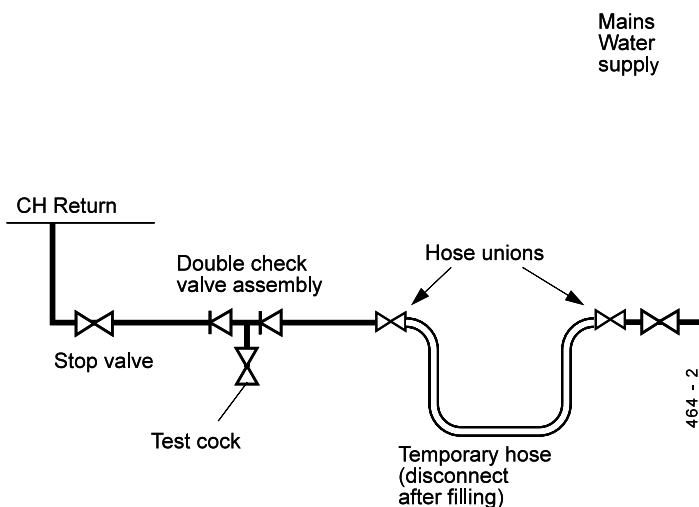 Mains
Water
supply
CH Return
Double check
valve assembly
Hose unions
Stop valve
Test cock
Temporary hose
(disconnect
after filling)
464 - 2